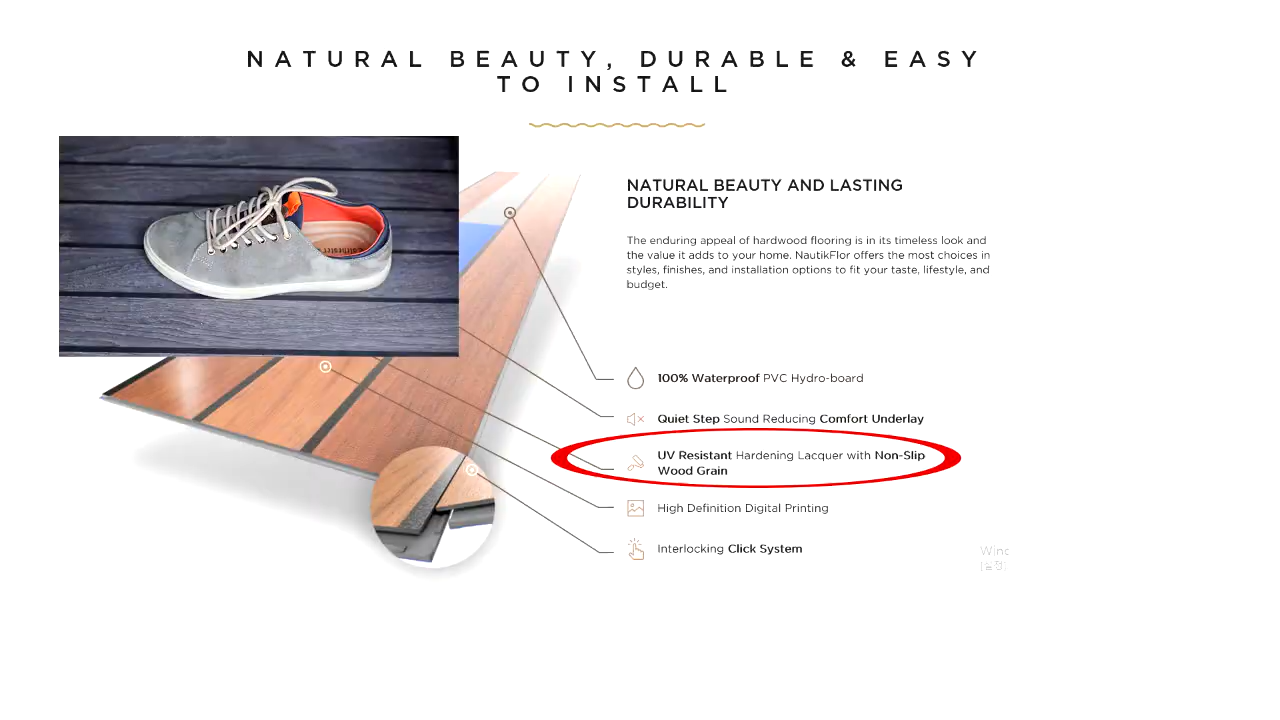 NATURAL BEAUTY, DURABLE & EASY
TO INSTALL
NATURAL BEAUTY AND LASTING
DURABILITY
The enduring appeal of hardwood flooring is in its timeless look and
the value it adds to your home. NautikFlor offers the most choices in
styles, finishes, and installation options to fit your taste, lifestyle, and
budget.
100% Waterproof PVC Hydro-board
Quiet Step Sound Reducing Comfort Underlay
UV Resistant Hardening Lacquer with Non-Slip
Wood Grain
High Definition Digital Printing
Interlocking Click System